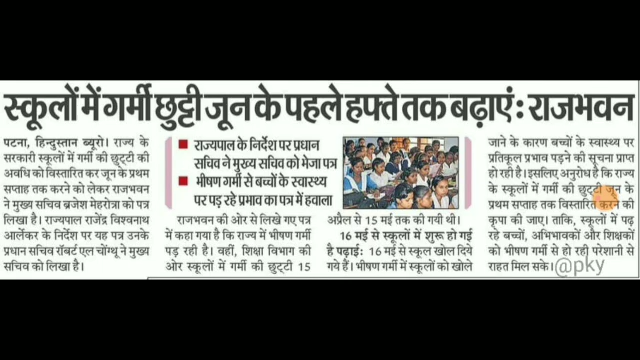 स्कूलों में गर्मी छुट्टी जून के पहले हफ्ते तक बढ़ाएं : राजभवन
पटना, हिन्दुस्तान ब्यूरो। राज्य के
सरकारी स्कूलों में गर्मी की छुट्टी की
अवधि को विस्तारित कर जून के प्रथम
सप्ताह तक करने को लेकर राजभवन
ने मुख्य सचिव ब्रजेश मेहरोत्रा को पत्र
लिखा है। राज्यपाल राजेंद्र विश्वनाथ
आर्लेकर के निर्देश पर यह पत्र उनके
प्रधान सचिव रॉबर्ट एल चोंग्थू ने मुख्य
सचिव को लिखा है।
■ राज्यपाल के निर्देश पर प्रधान
सचिव ने मुख्य सचिव को भेजा पत्र
■ भीषण गर्मी से बच्चों के स्वास्थ्य
पर पड़ रहे प्रभाव का पत्र में हवाला
राजभवन की ओर से लिखे गए पत्र
में कहा गया है कि राज्य में भीषण गर्मी
पड़ रही है। वहीं, शिक्षा विभाग की
ओर स्कूलों में गर्मी की छुट्टी 15
अप्रैल से 15 मई तक की गयी थी।
16 मई से स्कूलों में शुरू हो गई
है पढ़ाई: 16 मई से स्कूल खोल दिये
गये हैं। भीषण गर्मी में स्कूलों को खोले
जाने के कारण बच्चों के स्वास्थ्य पर
प्रतिकूल प्रभाव पड़ने की सूचना प्राप्त
हो रही है। इसलिए अनुरोध है कि राज्य
के स्कूलों में गर्मी की छुट्टी जून के
प्रथम सप्ताह तक विस्तारित करने की
कृपा की जाए। ताकि, स्कूलों में पढ़
रहे बच्चों, अभिभावकों और शिक्षकों
को भीषण गर्मी से हो रही परेशानी से
राहत मिल सके।
@pky